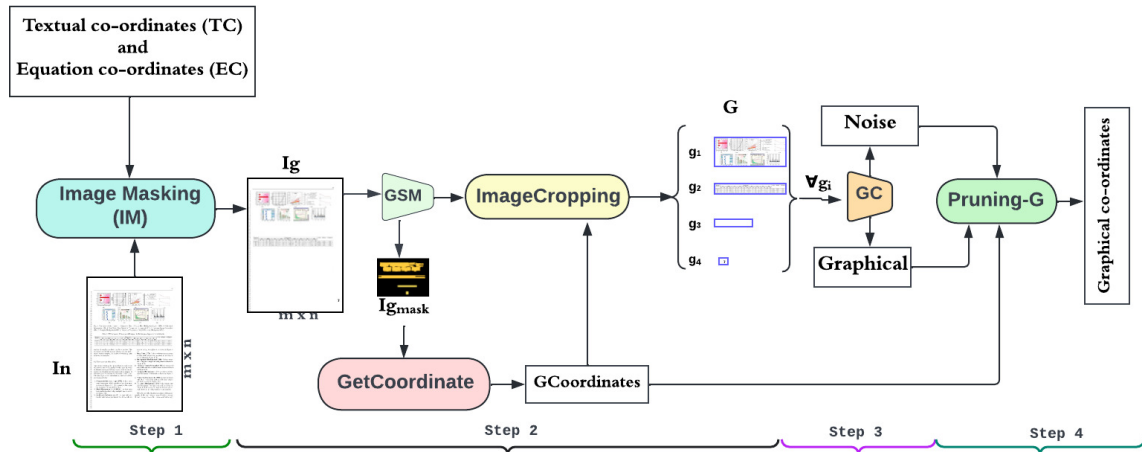 Textual co-ordinates (TC)
and
Equation co-ordinates (EC)
Image Masking
(IM)
In
m x n
Ig
m x n
GSM
Igmask
GetCoordinate
GCoordinates
ImageCropping
G
g1
g2
g3
g4
∀gi
GC
Noise
Graphical
Pruning-G
Graphical co-ordinates
Step 1
Step 2
Step 3
Step 4